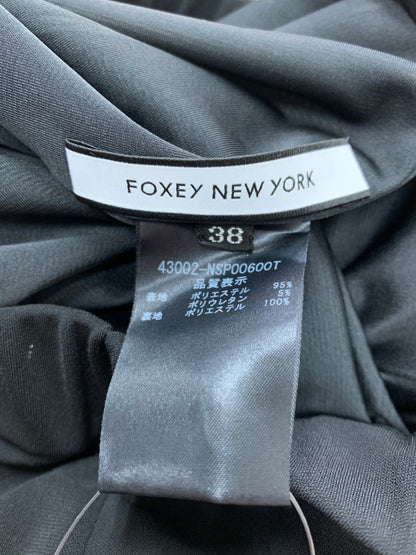 FOXEY NEW YORK
38
43002-NSP00600T
品質表示
表地 ポリエステル 95%
ポリウレタン 5%
裏地 ポリエステル 100%